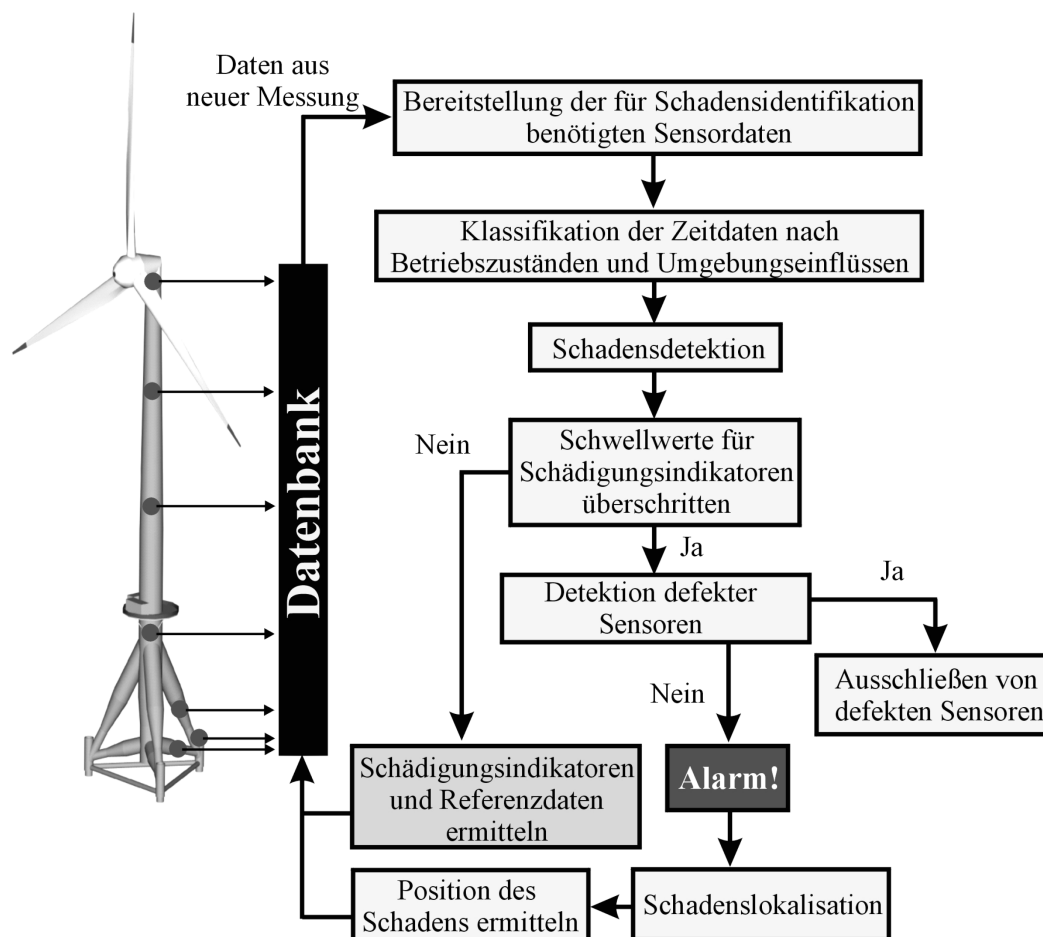 Daten aus
neuer Messung
Bereitstellung der für Schadensidentifikation
benötigten Sensordaten
Klassifikation der Zeitdaten nach
Betriebszuständen und Umgebungseinflüssen
Schadensdetektion
Datenbank
Nein
Schwellwerte für
Schädigungsindikatoren
überschritten
Ja
Detektion defekter
Sensoren
Ja
Nein
Ausschließen von
defekten Sensoren
Schädigungsindikatoren
und Referenzdaten
ermitteln
Alarm!
Position des
Schadens ermitteln
Schadenslokalisation